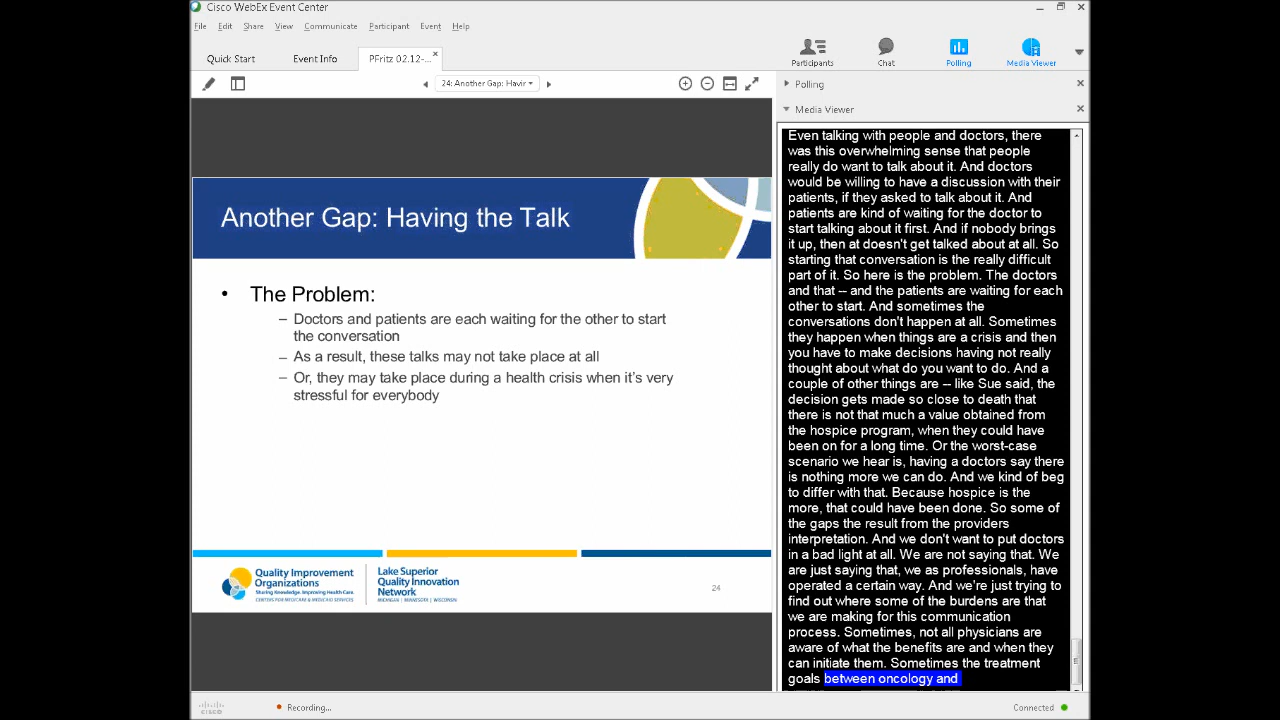 Cisco WebEx Event Center
File Edit Share View Communicate Participant Event Help
Quick Start Event Info PFritz 02.12-...
Participants Chat Polling Media Viewer
24: Another Gap: Havir
Polling
Media Viewer
Another Gap: Having the Talk
• The Problem:
– Doctors and patients are each waiting for the other to start
the conversation
– As a result, these talks may not take place at all
– Or, they may take place during a health crisis when it's very
stressful for everybody
Quality Improvement
Organizations
Sharing Knowledge. Improving Health Care.
CENTERS FOR MEDICARE & MEDICAID SERVICES
Lake Superior
Quality Innovation
Network
MICHIGAN | MINNESOTA | WISCONSIN
24
Even talking with people and doctors, there
was this overwhelming sense that people
really do want to talk about it. And doctors
would be willing to have a discussion with their
patients, if they asked to talk about it. And
patients are kind of waiting for the doctor to
start talking about it first. And if nobody brings
it up, then at doesn't get talked about at all. So
starting that conversation is the really difficult
part of it. So here is the problem. The doctors
and that -- and the patients are waiting for each
other to start. And sometimes the
conversations don't happen at all. Sometimes
they happen when things are a crisis and then
you have to make decisions having not really
thought about what do you want to do. And a
couple of other things are -- like Sue said, the
decision gets made so close to death that
there is not that much a value obtained from
the hospice program, when they could have
been on for a long time. Or the worst-case
scenario we hear is, having a doctors say there
is nothing more we can do. And we kind of beg
to differ with that. Because hospice is the
more, that could have been done. So some of
the gaps the result from the providers
interpretation. And we don't want to put doctors
in a bad light at all. We are not saying that. We
are just saying that, we as professionals, have
operated a certain way. And we're just trying to
find out where some of the burdens are that
we are making for this communication
process. Sometimes, not all physicians are
aware of what the benefits are and when they
can initiate them. Sometimes the treatment
goals between oncology and
cisco
Recording...
Connected